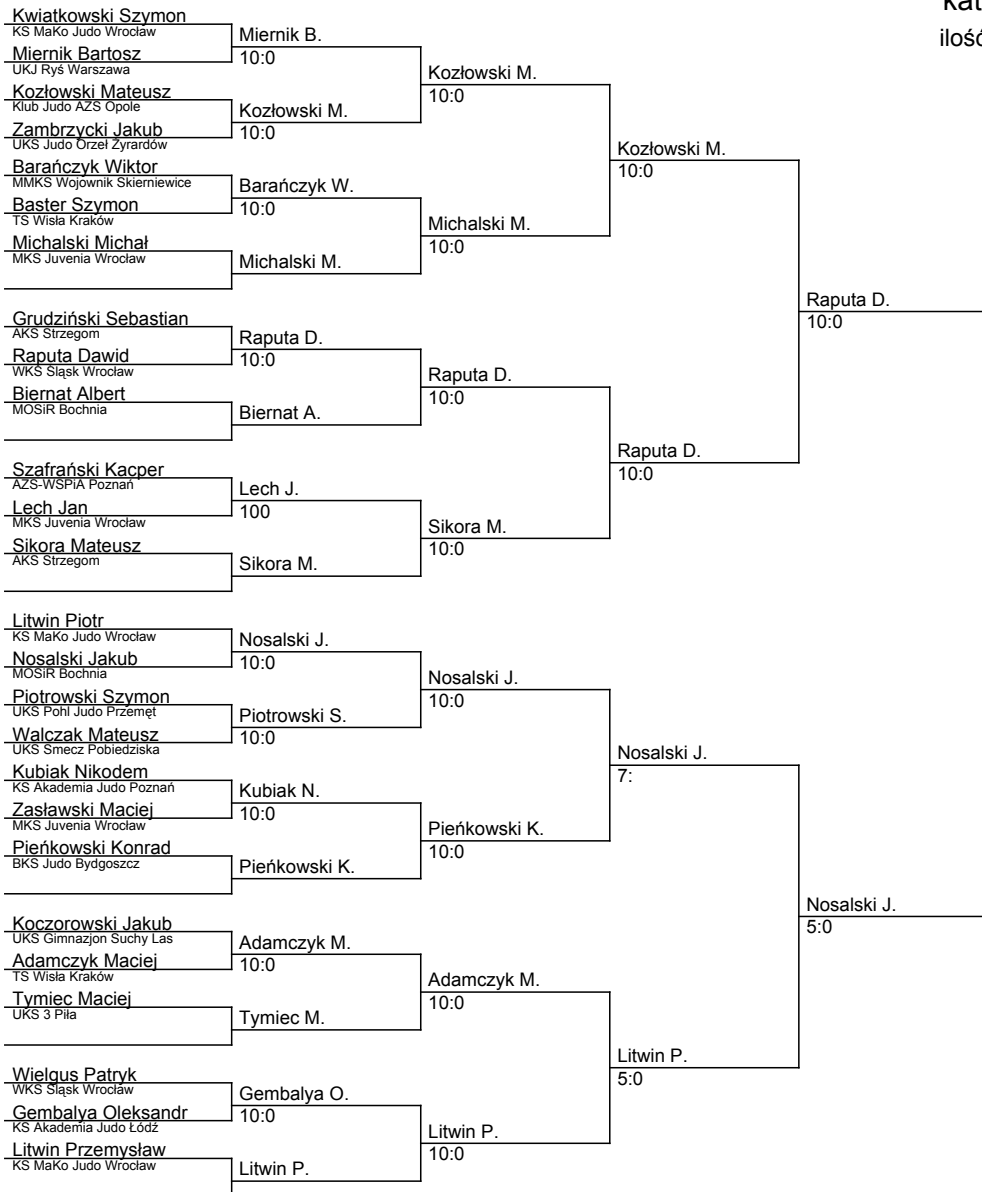 kat
ilość
Kwiatkowski Szymon
KS MaKo Judo Wrocław
Miernik Bartosz
UKJ Ryś Warszawa
Kozłowski Mateusz
Klub Judo AZS Opole
Zambrzycki Jakub
UKS Judo Orzeł Żyrardów
Barańczyk Wiktor
MMKS Wojownik Skierniewice
Baster Szymon
TS Wisła Kraków
Michalski Michał
MKS Juvenia Wrocław
Grudziński Sebastian
AKS Strzegom
Raputa Dawid
WKS Śląsk Wrocław
Biernat Albert
MOSiR Bochnia
Szafrański Kacper
AZS-WSPiA Poznań
Lech Jan
MKS Juvenia Wrocław
Sikora Mateusz
AKS Strzegom
Litwin Piotr
KS MaKo Judo Wrocław
Nosalski Jakub
MOSiR Bochnia
Piotrowski Szymon
UKS Pohl Judo Przemęt
Walczak Mateusz
UKS Smecz Pobiedziska
Kubiak Nikodem
KS Akademia Judo Poznań
Zasławski Maciej
MKS Juvenia Wrocław
Pieńkowski Konrad
BKS Judo Bydgoszcz
Koczorowski Jakub
UKS Gimnazjon Suchy Las
Adamczyk Maciej
TS Wisła Kraków
Tymiec Maciej
UKS 3 Piła
Wielgus Patryk
WKS Śląsk Wrocław
Gembalya Oleksandr
KS Akademia Judo Łódź
Litwin Przemysław
KS MaKo Judo Wrocław
Miernik B.
10:0
Kozłowski M.
10:0
Barańczyk W.
10:0
Michalski M.
Raputa D.
10:0
Biernat A.
Lech J.
100
Sikora M.
Nosalski J.
10:0
Piotrowski S.
10:0
Kubiak N.
10:0
Pieńkowski K.
Adamczyk M.
10:0
Tymiec M.
Gembalya O.
10:0
Litwin P.
Kozłowski M.
10:0
Michalski M.
10:0
Raputa D.
10:0
Sikora M.
10:0
Nosalski J.
10:0
Pieńkowski K.
10:0
Adamczyk M.
10:0
Litwin P.
10:0
Kozłowski M.
10:0
Raputa D.
10:0
Nosalski J.
7:
Litwin P.
5:0
Raputa D.
10:0
Nosalski J.
5:0